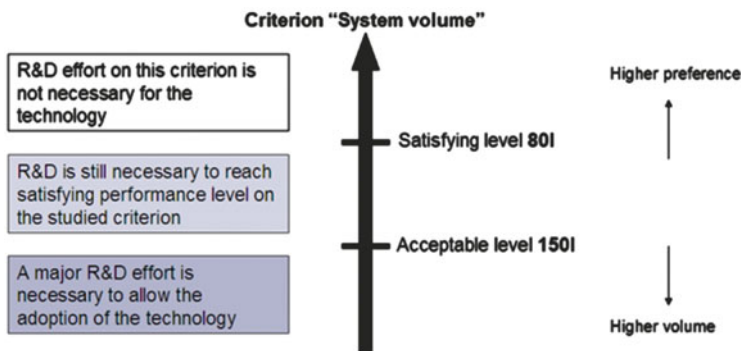 Criterion “System volume”
R&D effort on this criterion is
not necessary for the
technology
R&D is still necessary to reach
satisfying performance level on
the studied criterion
A major R&D effort is
necessary to allow the
adoption of the technology
Satisfying level 80l
Acceptable level 150l
Higher preference
Higher volume